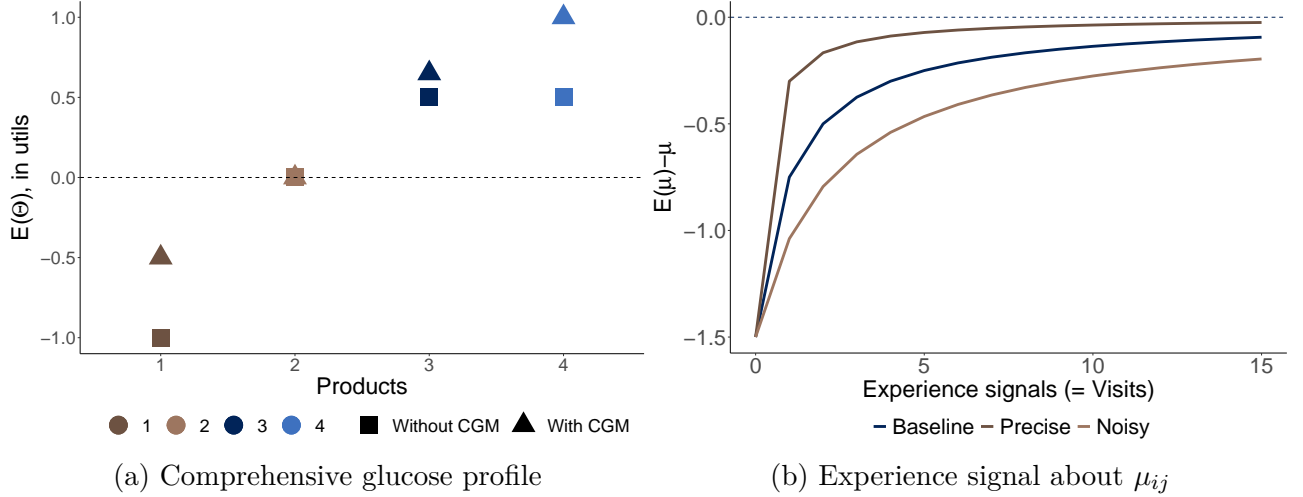 E(Θ), in utils
1.0
0.5
0.0
−0.5
−1.0
1 2 3 4
Products
1 2 3 4 Without CGM With CGM
(a) Comprehensive glucose profile
E(μ)−μ
0.0
−0.5
−1.0
−1.5
0 5 10 15
Experience signals (= Visits)
Baseline Precise Noisy
(b) Experience signal about μij